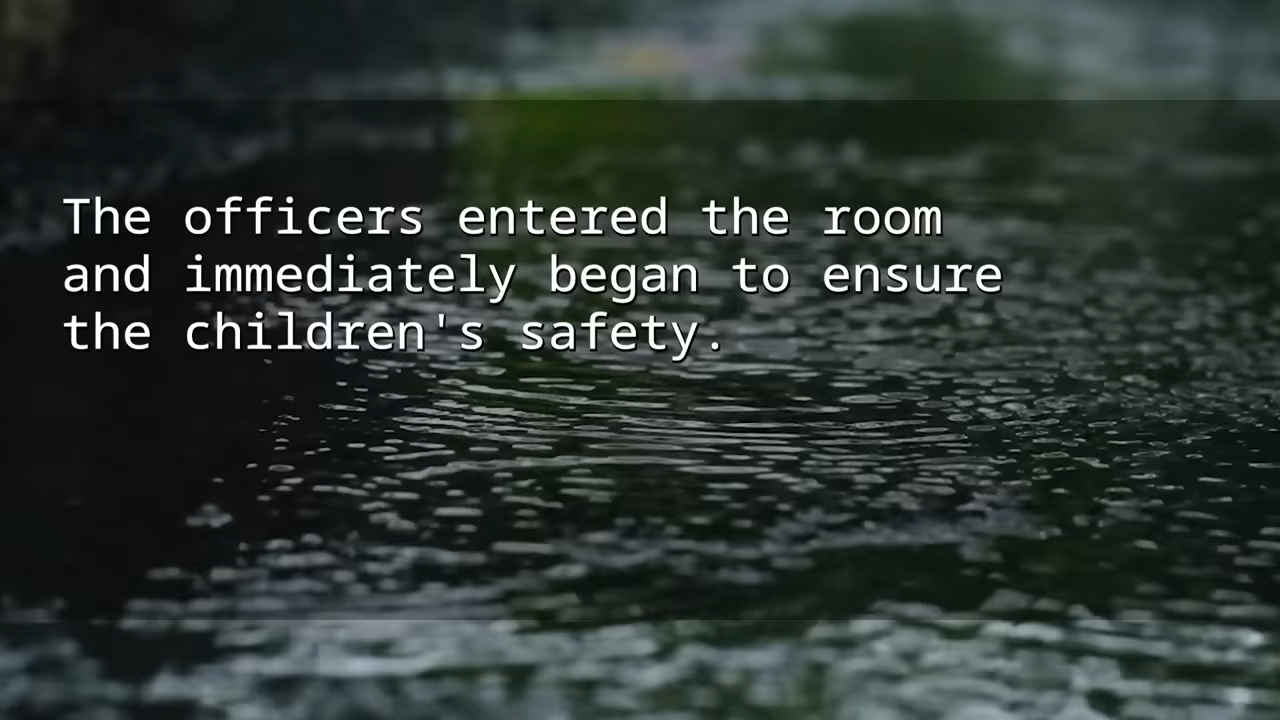 The officers entered the room
and immediately began to ensure
the children's safety.